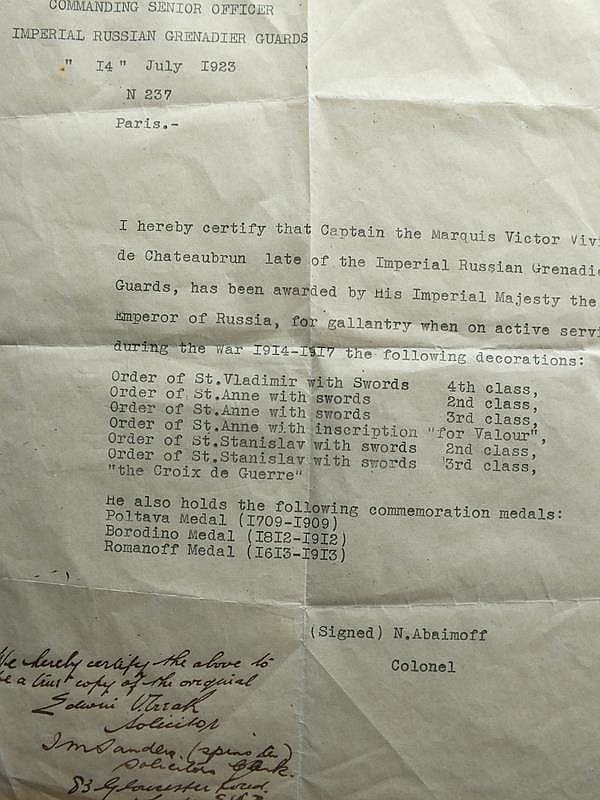 COMMANDING SENIOR OFFICER
IMPERIAL RUSSIAN GRENADIER GUARDS
" I4 " July I923
N 237
Paris.-
I hereby certify that Captain the Marquis Victor Viv
de Chateaubrun late of the Imperial Russian Grenadie
Guards, has been awarded by His Imperial Majesty the
Emperor of Russia, for gallantry when on active servi
during the war I9I4-I9I7 the following decorations:
Order of St.Vladimir with Swords 4th class,
Order of St.Anne with swords 2nd class,
Order of St.Anne with swords 3rd class,
Order of St.Anne with inscription "for Valour",
Order of St.Stanislav with swords 2nd class,
Order of St.Stanislav with swords 3rd class,
"the Croix de Guerre"
He also holds the following commemoration medals:
Poltava Medal (I709-I909)
Borodino Medal (I8I2-I9I2)
Romanoff Medal (I6I3-I9I3)
(Signed) N.Abaimoff
Colonel
We hereby certify the above to
be a true copy of the original
Edwin
Solicitor
J M Sanders (spinster)
Solicitors Clerk.
83 Gloucester Road.